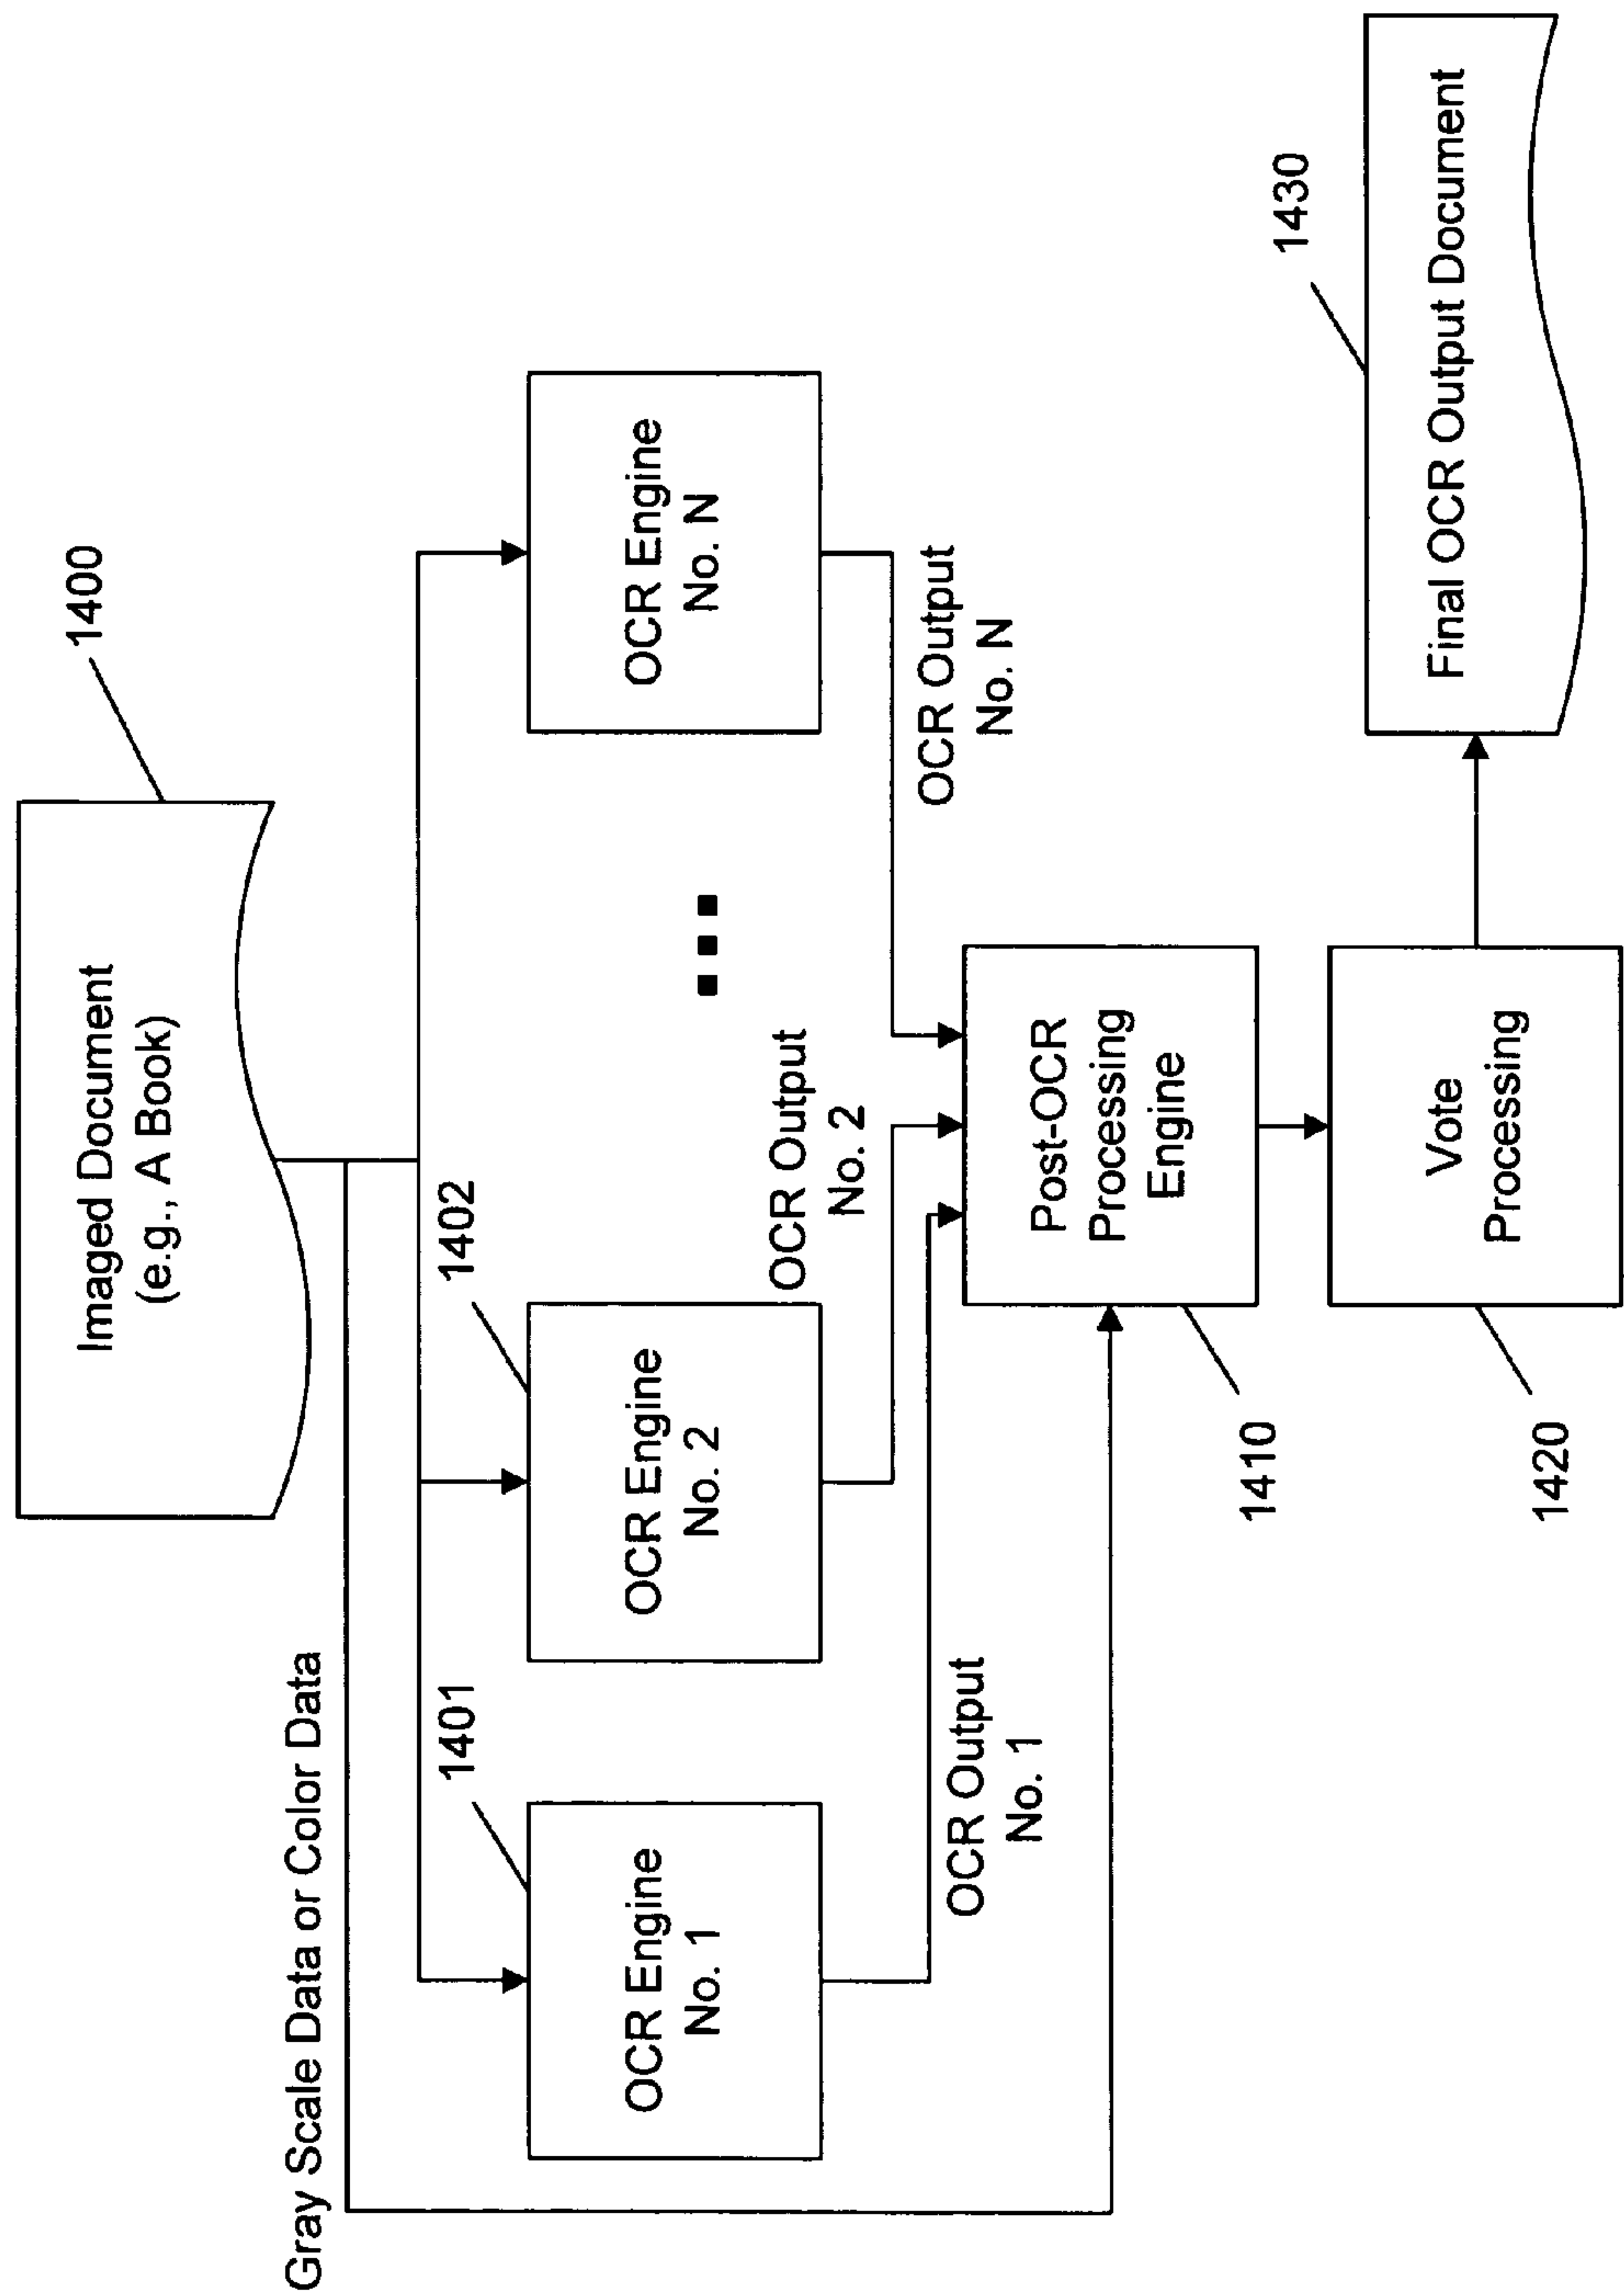 Imaged Document
(e.g., A Book)
1400
Gray Scale Data or Color Data
1401
1402
OCR Engine
No. 1
OCR Engine
No. 2
OCR Engine
No. N
OCR Output
No. 1
OCR Output
No. 2
OCR Output
No. N
Post-OCR
Processing
Engine
1410
Vote
Processing
1420
1430
Final OCR Output Document